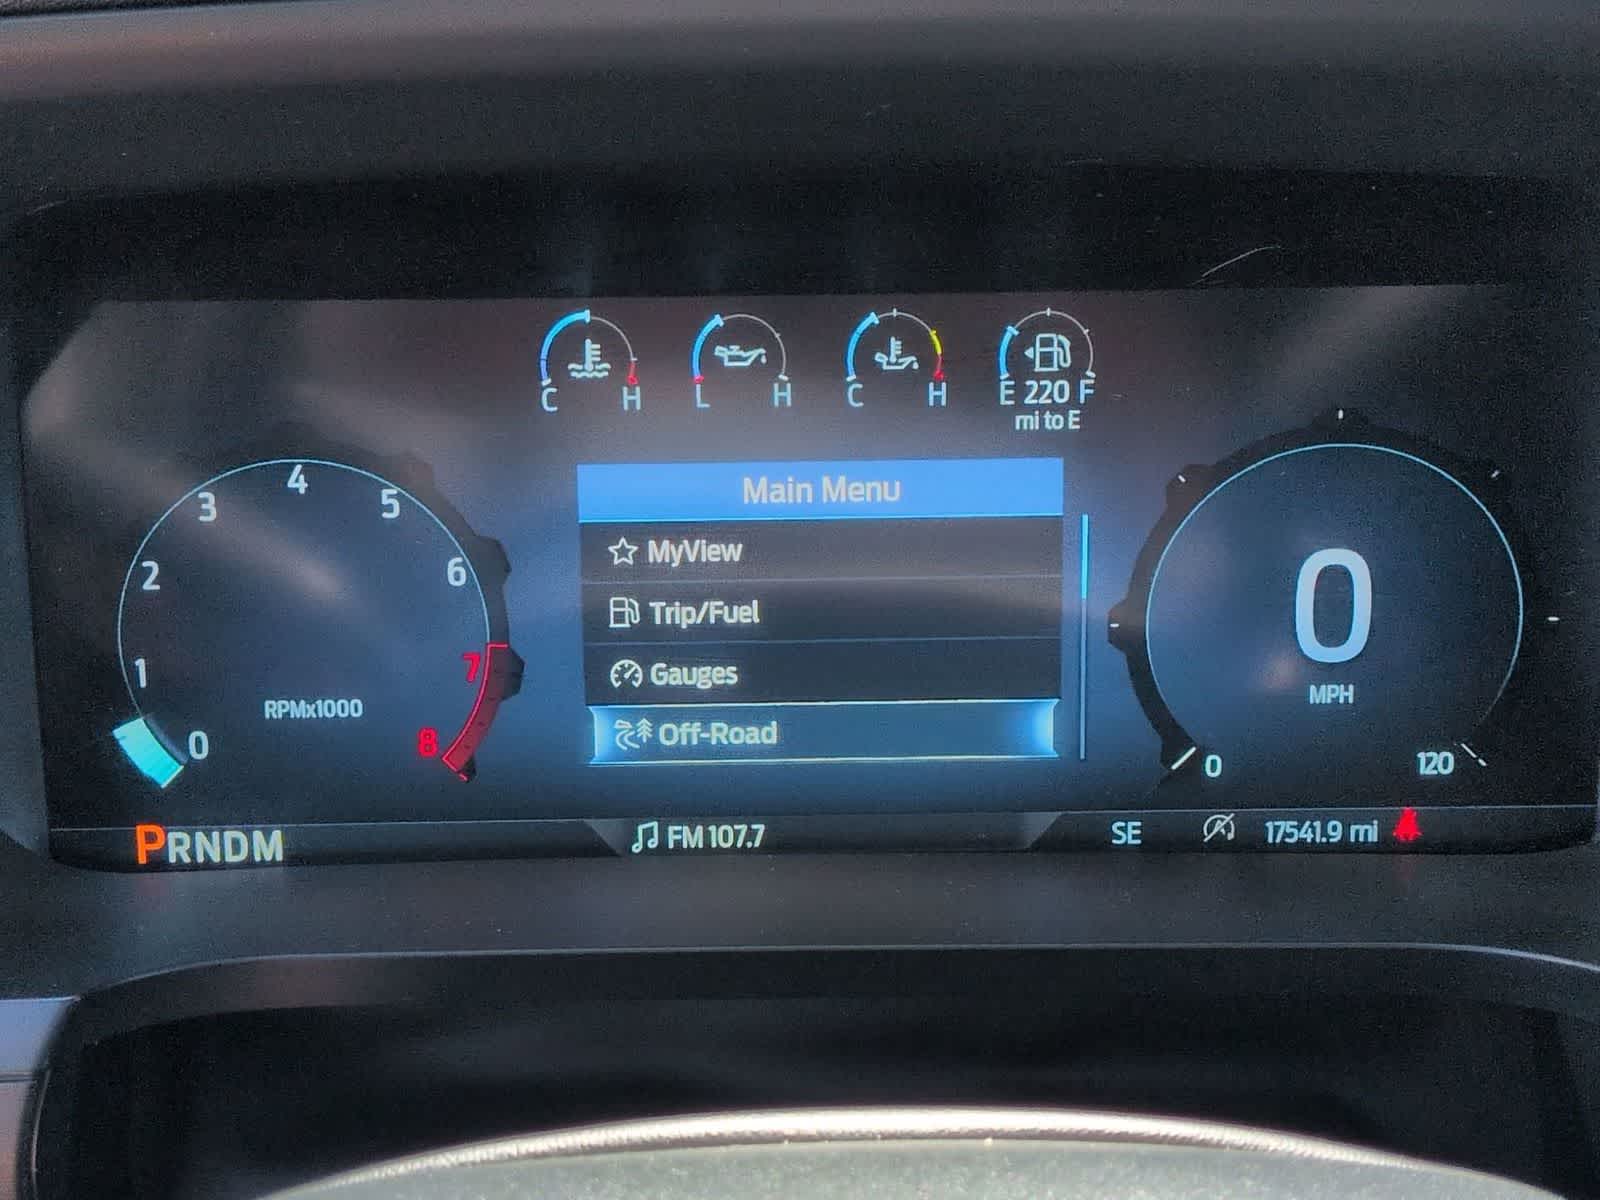 C H
L H
C H
E 220 F
mi to E
Main Menu
MyView
Trip/Fuel
Gauges
Off-Road
0
1
2
3
4
5
6
7
8
RPMx1000
0
MPH
0
120
PRNDM
FM 107.7
SE
17541.9 mi